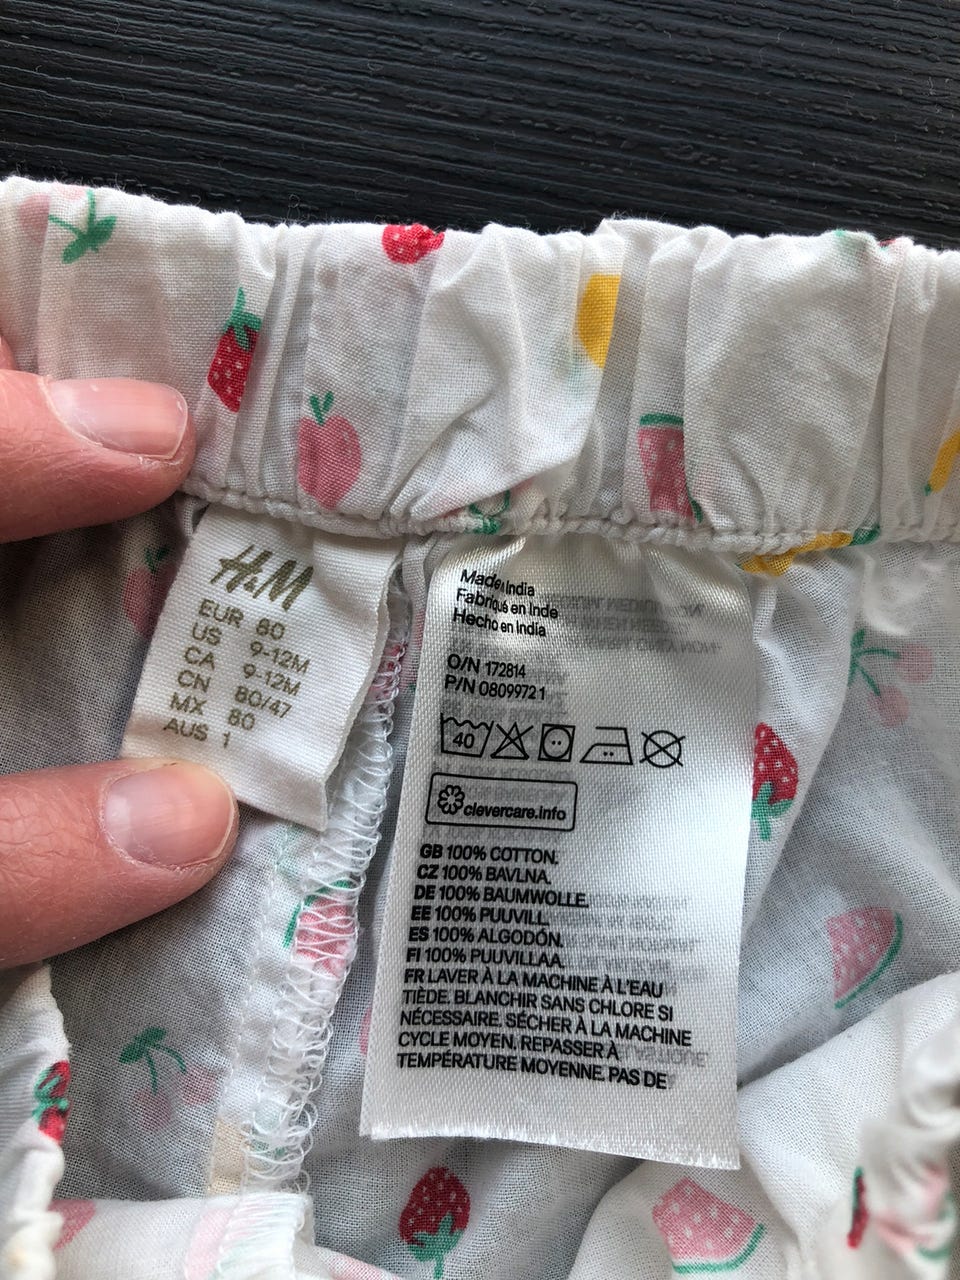 H&M
EUR 80
US 9-12M
CA 9-12M
CN 80/47
MX 80
AUS 1
Made India
Fabriqué en Inde
Hecho en India
O/N 172814
P/N 0809972 1
40
clevercare.info
GB 100% COTTON.
CZ 100% BAVLNA.
DE 100% BAUMWOLLE.
EE 100% PUUVILL.
ES 100% ALGODÓN.
FI 100% PUUVILLAA.
FR LAVER À LA MACHINE À L'EAU
TIÈDE. BLANCHIR SANS CHLORE SI
NÉCESSAIRE. SÉCHER À LA MACHINE
CYCLE MOYEN. REPASSER À
TEMPÉRATURE MOYENNE. PAS DE